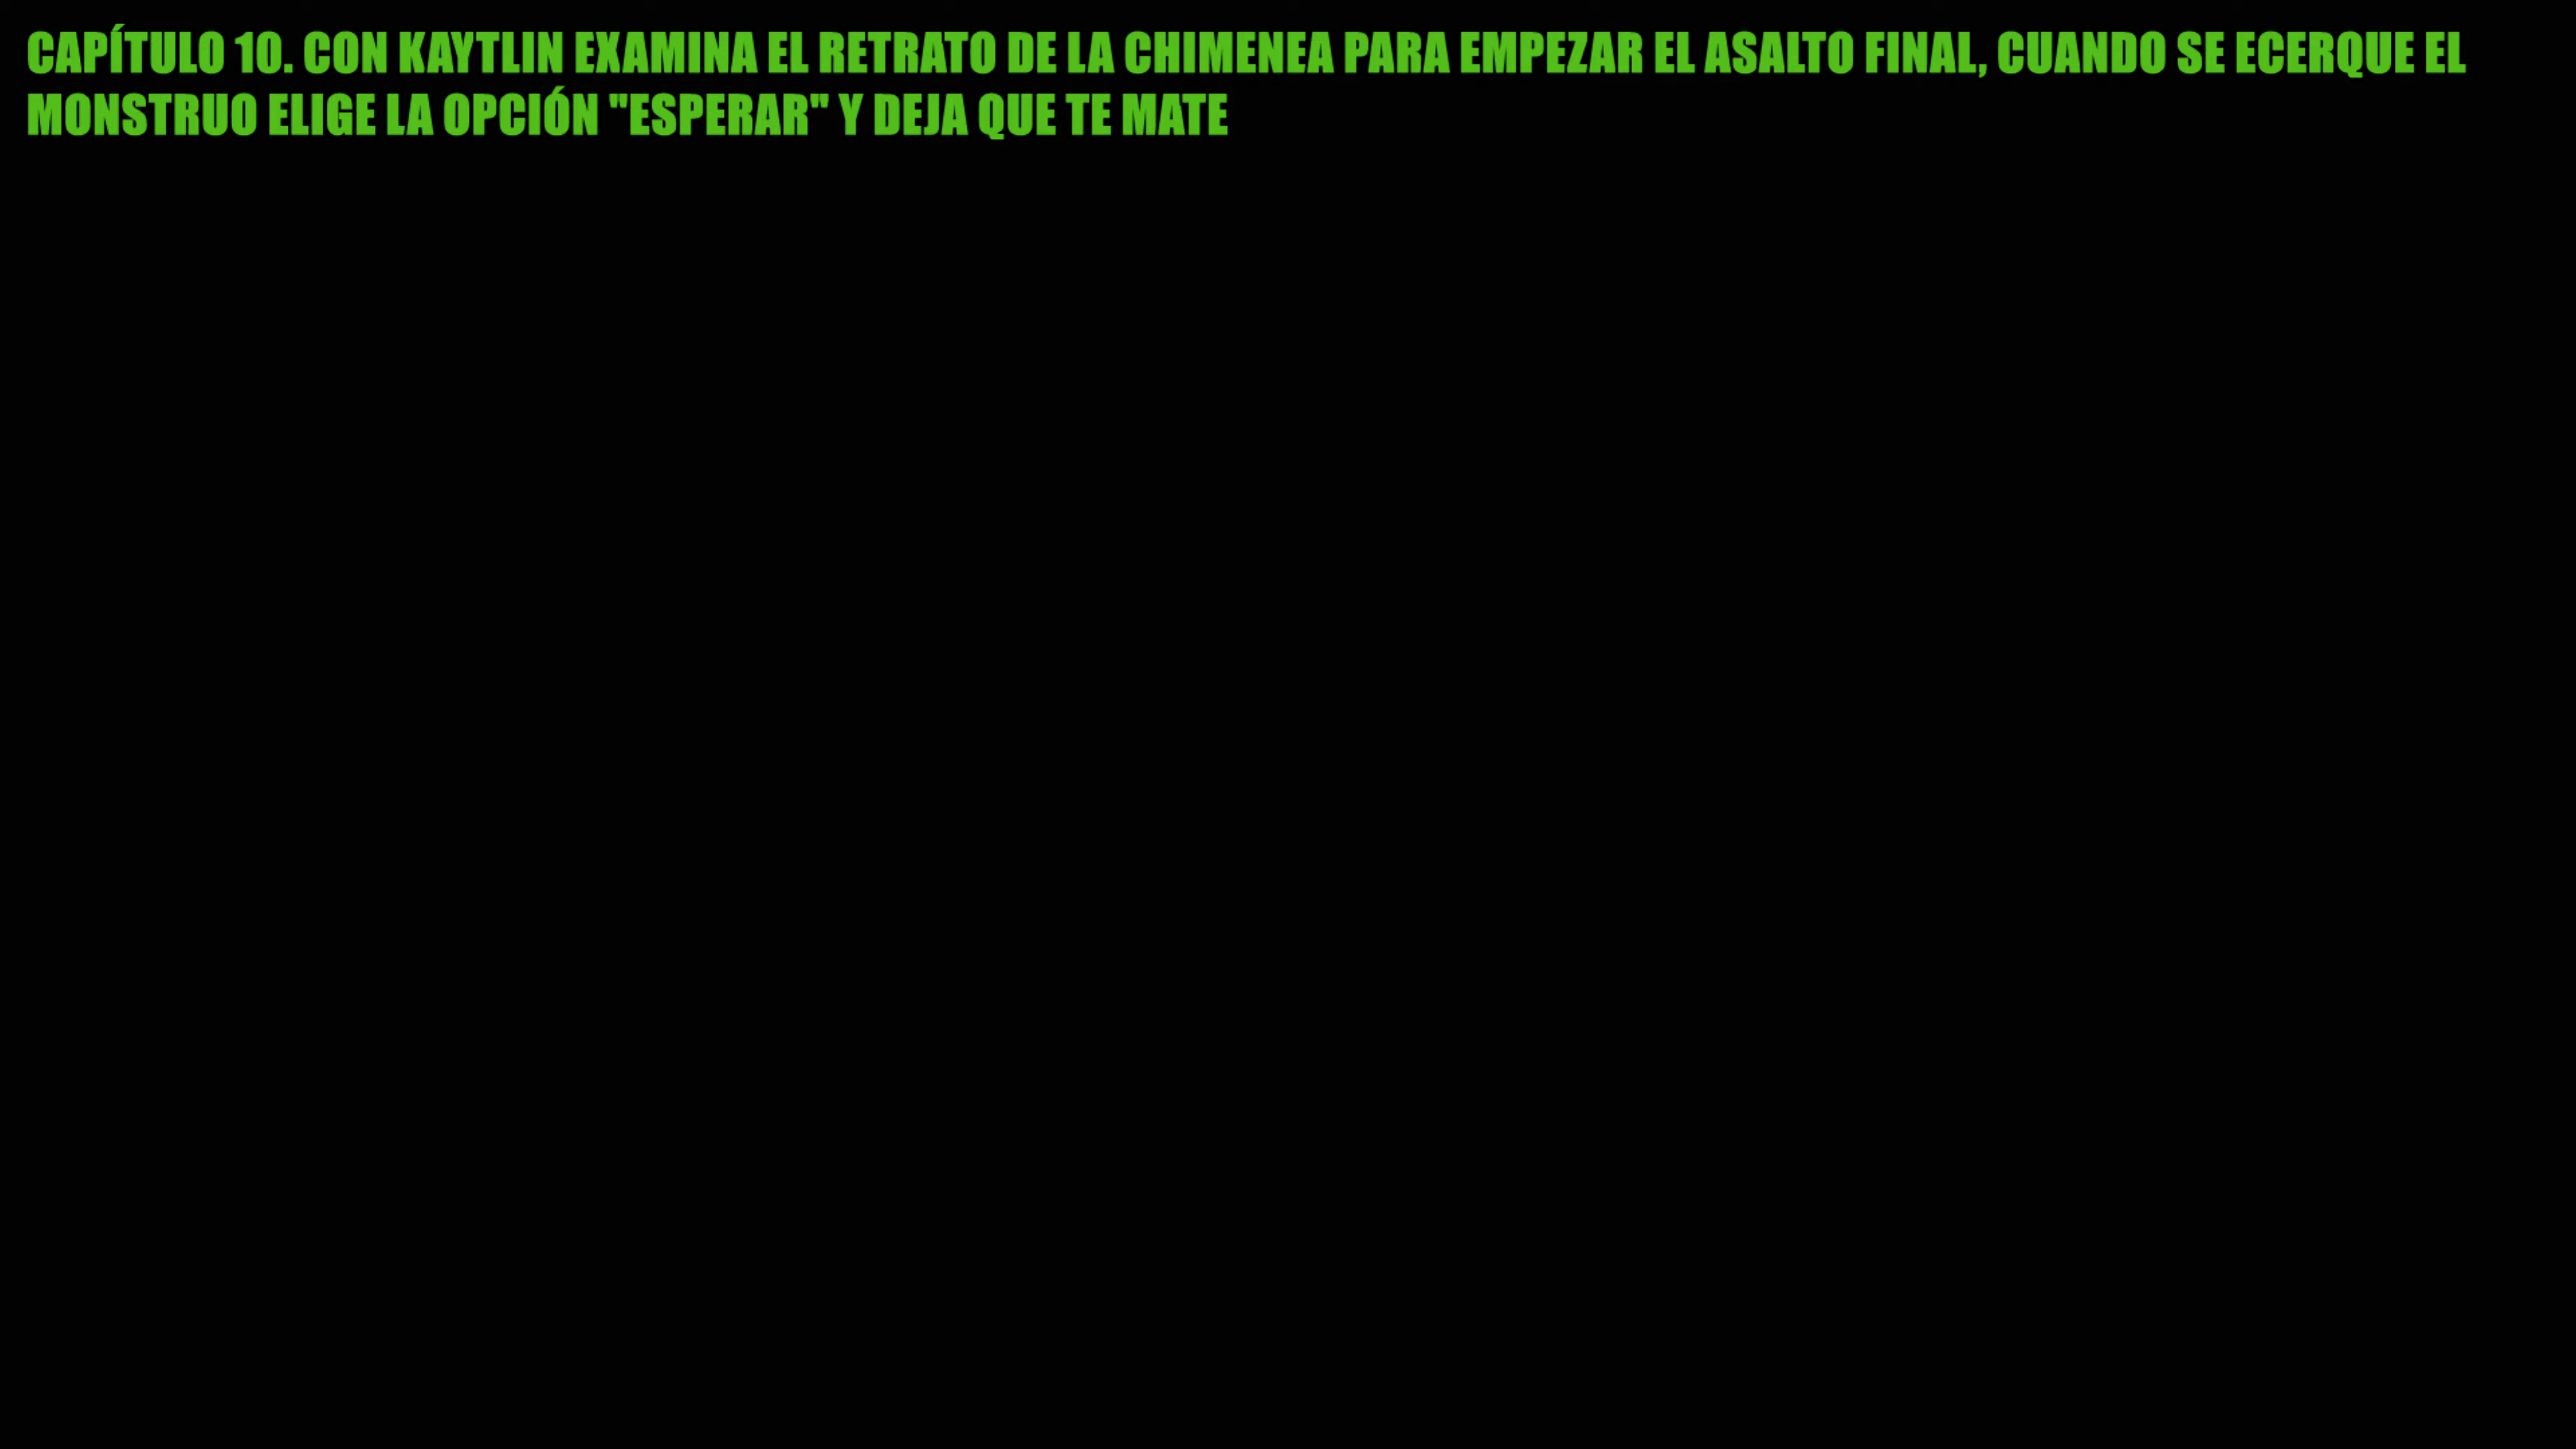 CAPÍTULO 10. CON KAYTLIN EXAMINA EL RETRATO DE LA CHIMENEA PARA EMPEZAR EL ASALTO FINAL, CUANDO SE ECERQUE EL
MONSTRUO ELIGE LA OPCIÓN "ESPERAR" Y DEJA QUE TE MATE